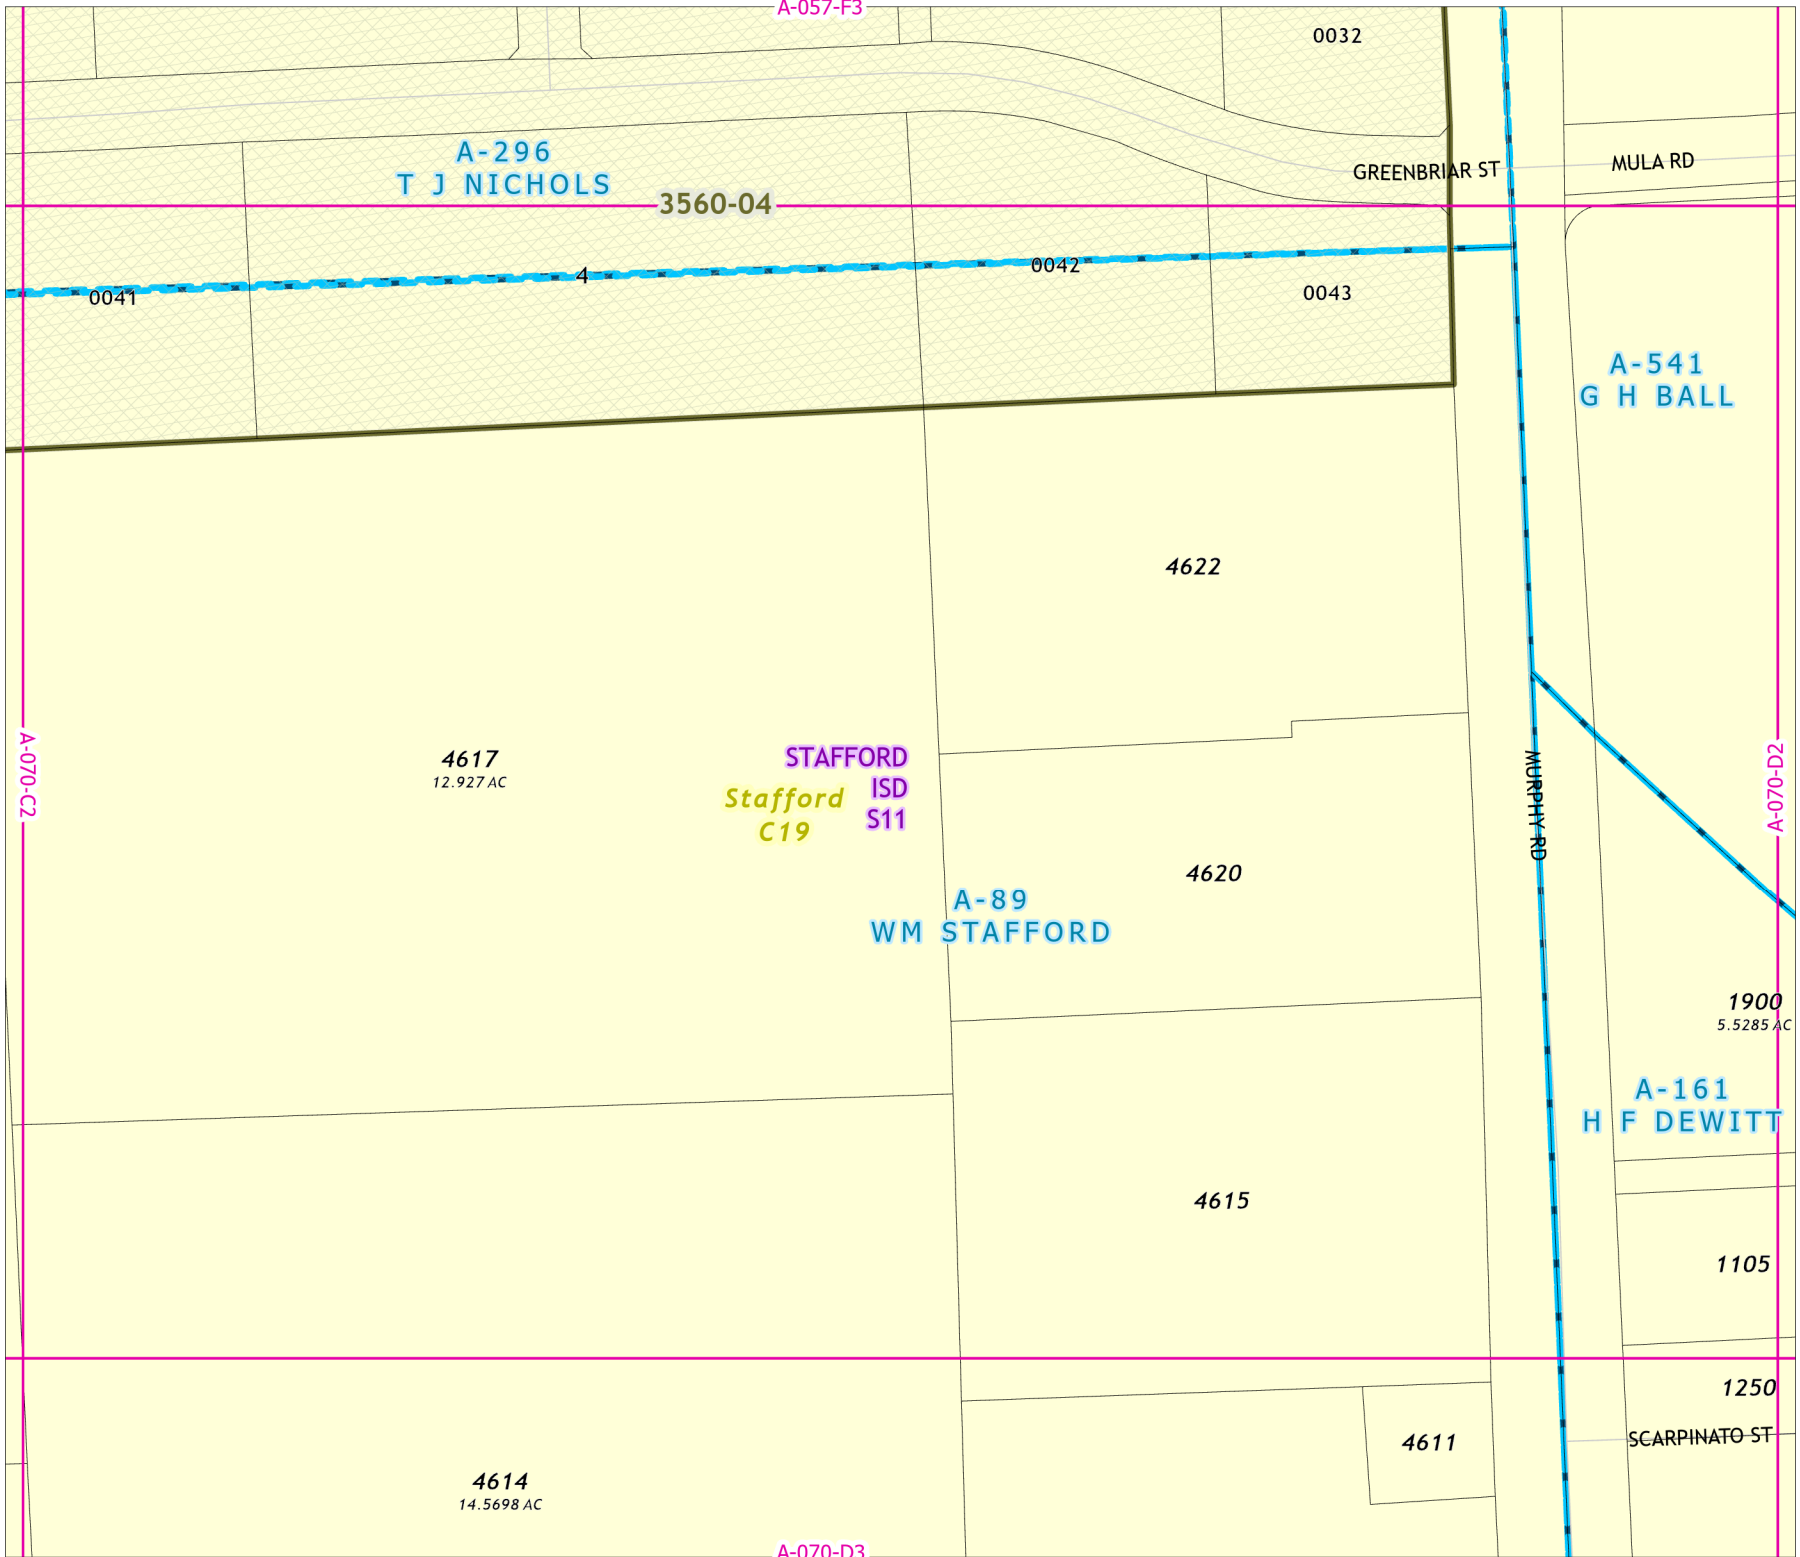 A-057-F3
0032
A-296
T J NICHOLS
GREENBRIAR ST
MULA RD
3560-04
0041
4
0042
0043
A-541
G H BALL
4622
A-070-C2
4617
12.927 AC
STAFFORD
ISD
S11
Stafford
C19
MURPHY RD
A-070-D2
4620
A-89
WM STAFFORD
1900
5.5285 AC
A-161
H F DEWITT
4615
1105
1250
SCARPINATO ST
4611
4614
14.5698 AC
A-070-D3